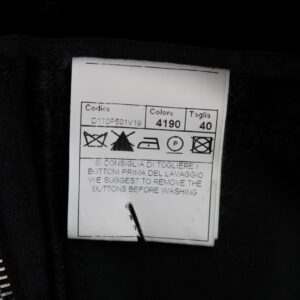 Codice Colore Taglia
D170P501V19 4190 40
SI CONSIGLIA DI TOGLIERE I
BOTTONI PRIMA DEL LAVAGGIO
WE SUGGEST TO REMOVE THE
BUTTONS BEFORE WASHING